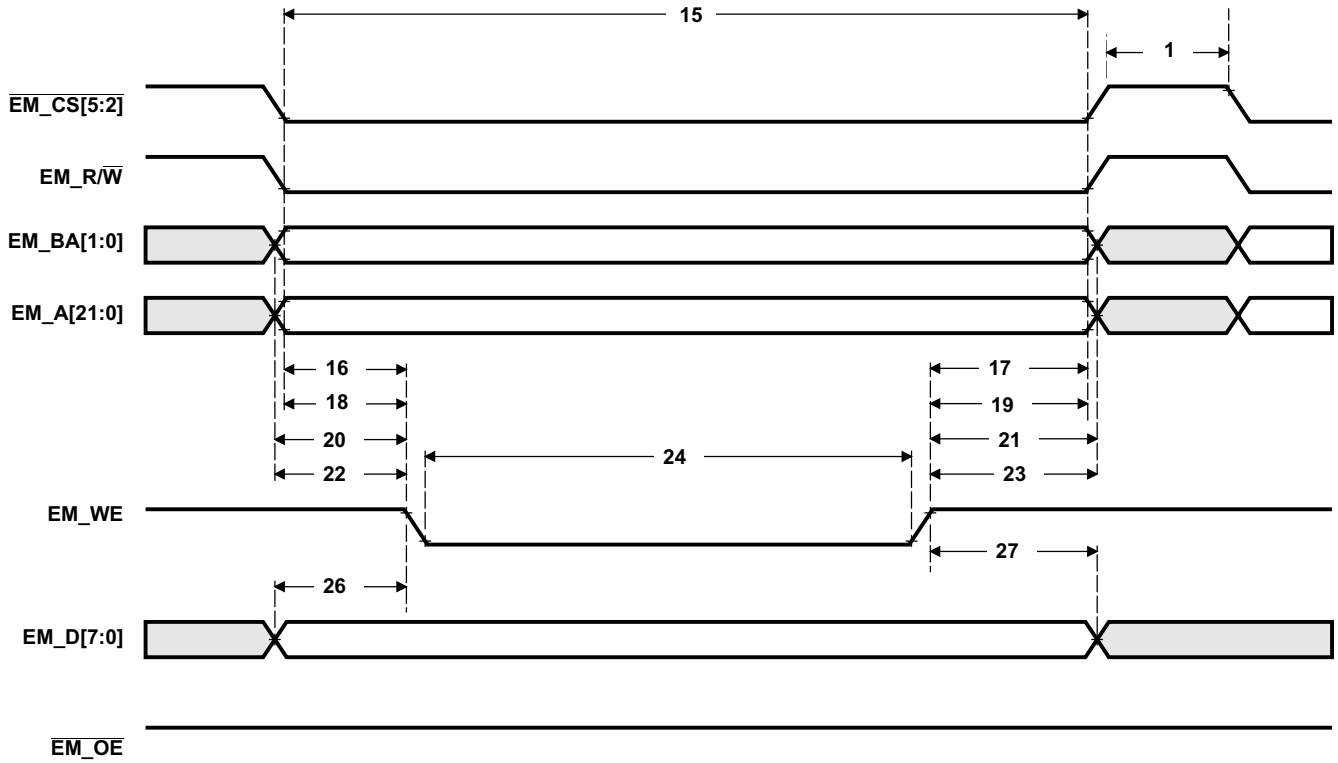 15
1
EM_CS[5:2]
EM_R/W
EM_BA[1:0]
EM_A[21:0]
16
17
18
19
20
21
22
23
24
EM_WE
27
26
EM_D[7:0]
EM_OE